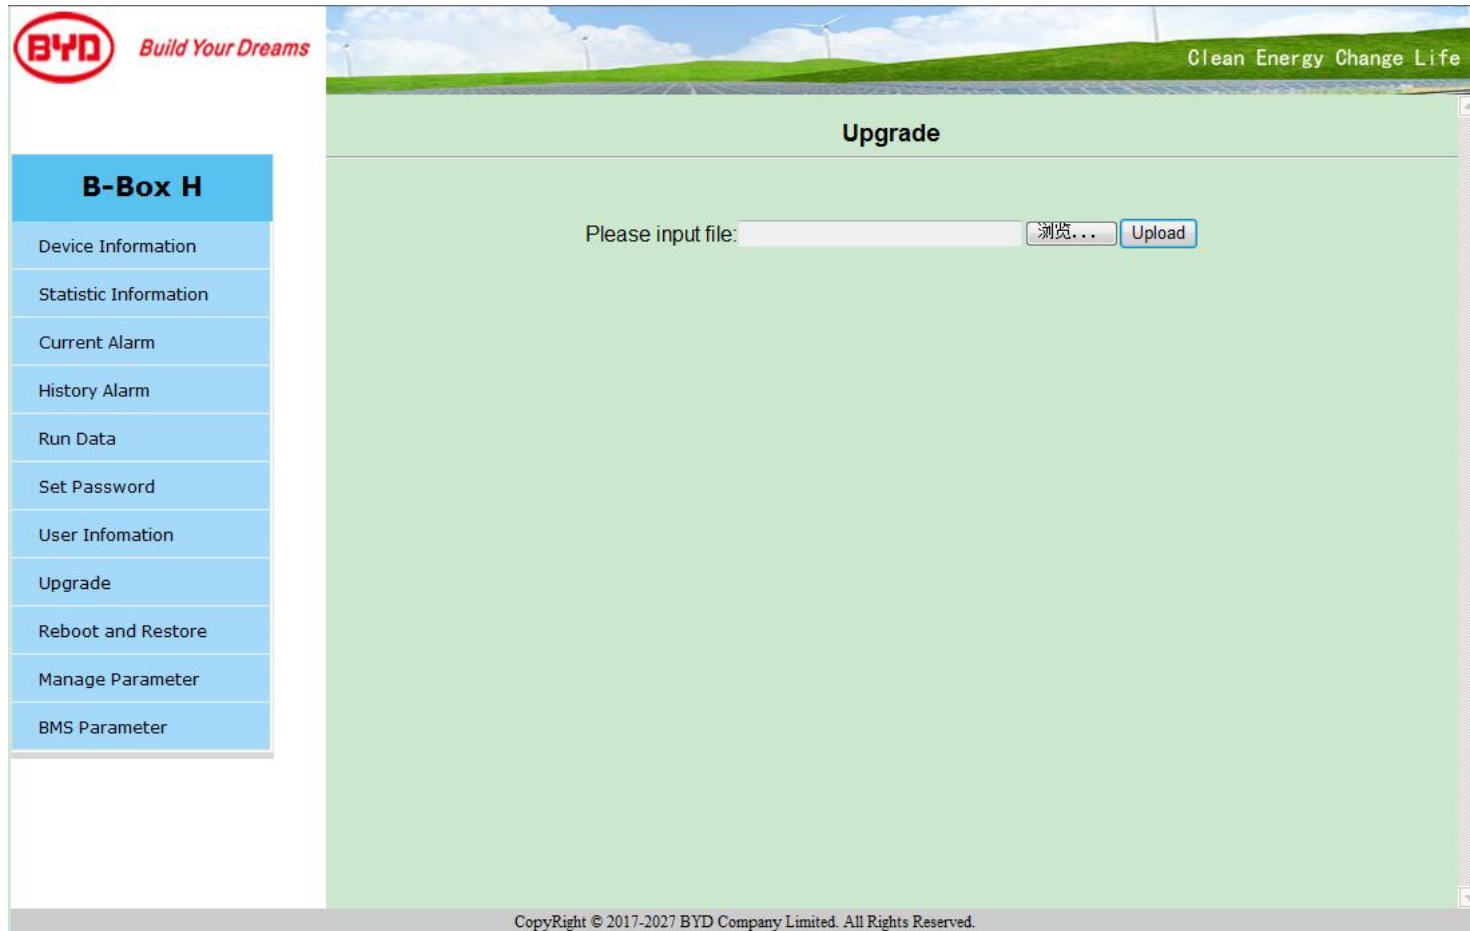 BYD Build Your Dreams
Clean Energy Change Life
Upgrade
B-Box H
Device Information
Statistic Information
Current Alarm
History Alarm
Run Data
Set Password
User Infomation
Upgrade
Reboot and Restore
Manage Parameter
BMS Parameter
Please input file: 浏览... Upload
CopyRight © 2017-2027 BYD Company Limited. All Rights Reserved.